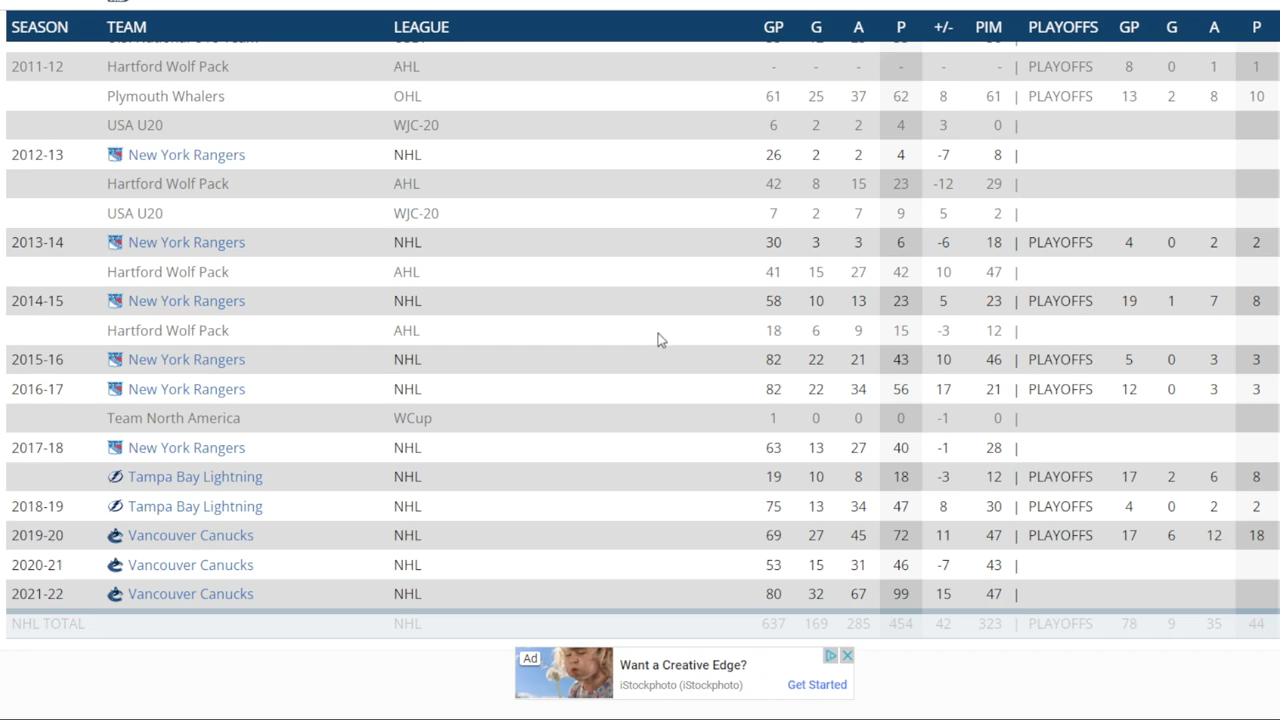 SEASON TEAM LEAGUE GP G A P +/- PIM PLAYOFFS GP G A P
2011-12 Hartford Wolf Pack AHL - - - - - - | PLAYOFFS 8 0 1 1
Plymouth Whalers OHL 61 25 37 62 8 61 | PLAYOFFS 13 2 8 10
USA U20 WJC-20 6 2 2 4 3 0 |
2012-13 New York Rangers NHL 26 2 2 4 -7 8 |
Hartford Wolf Pack AHL 42 8 15 23 -12 29 |
USA U20 WJC-20 7 2 7 9 5 2 |
2013-14 New York Rangers NHL 30 3 3 6 -6 18 | PLAYOFFS 4 0 2 2
Hartford Wolf Pack AHL 41 15 27 42 10 47 |
2014-15 New York Rangers NHL 58 10 13 23 5 23 | PLAYOFFS 19 1 7 8
Hartford Wolf Pack AHL 18 6 9 15 -3 12 |
2015-16 New York Rangers NHL 82 22 21 43 10 46 | PLAYOFFS 5 0 3 3
2016-17 New York Rangers NHL 82 22 34 56 17 21 | PLAYOFFS 12 0 3 3
Team North America WCup 1 0 0 0 -1 0 |
2017-18 New York Rangers NHL 63 13 27 40 -1 28 |
Tampa Bay Lightning NHL 19 10 8 18 -3 12 | PLAYOFFS 17 2 6 8
2018-19 Tampa Bay Lightning NHL 75 13 34 47 8 30 | PLAYOFFS 4 0 2 2
2019-20 Vancouver Canucks NHL 69 27 45 72 11 47 | PLAYOFFS 17 6 12 18
2020-21 Vancouver Canucks NHL 53 15 31 46 -7 43 |
2021-22 Vancouver Canucks NHL 80 32 67 99 15 47 |
NHL TOTAL NHL 637 169 285 454 42 323 | PLAYOFFS 78 9 35 44
Ad
Want a Creative Edge?
iStockphoto (iStockphoto) Get Started